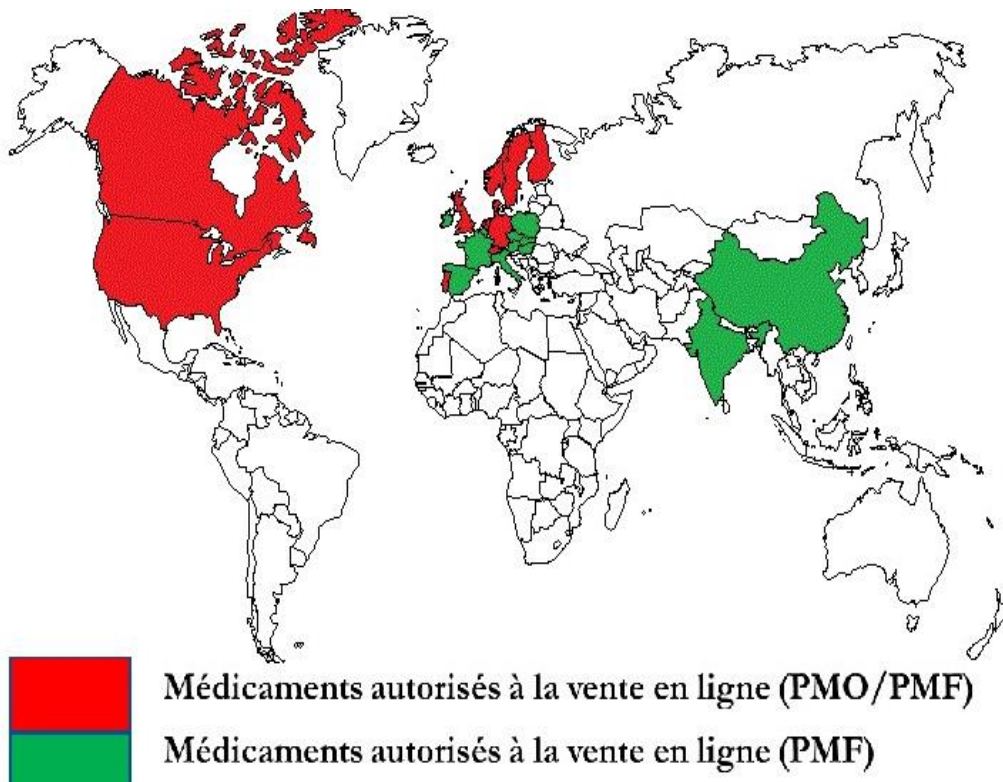 Médicaments autorisés à la vente en ligne (PMO/PMF)
Médicaments autorisés à la vente en ligne (PMF)